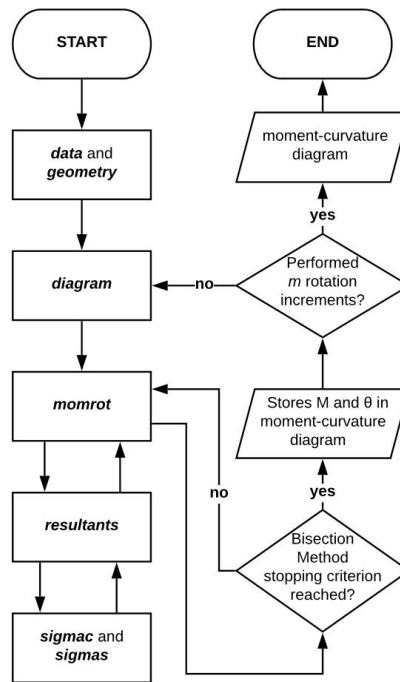 START
data and
geometry
diagram
momrot
resultants
sigmac and
sigmas
END
moment-curvature
diagram
yes
Performed
m rotation
increments?
no
Stores M and θ in
moment-curvature
diagram
yes
no
Bisection
Method
stopping criterion
reached?